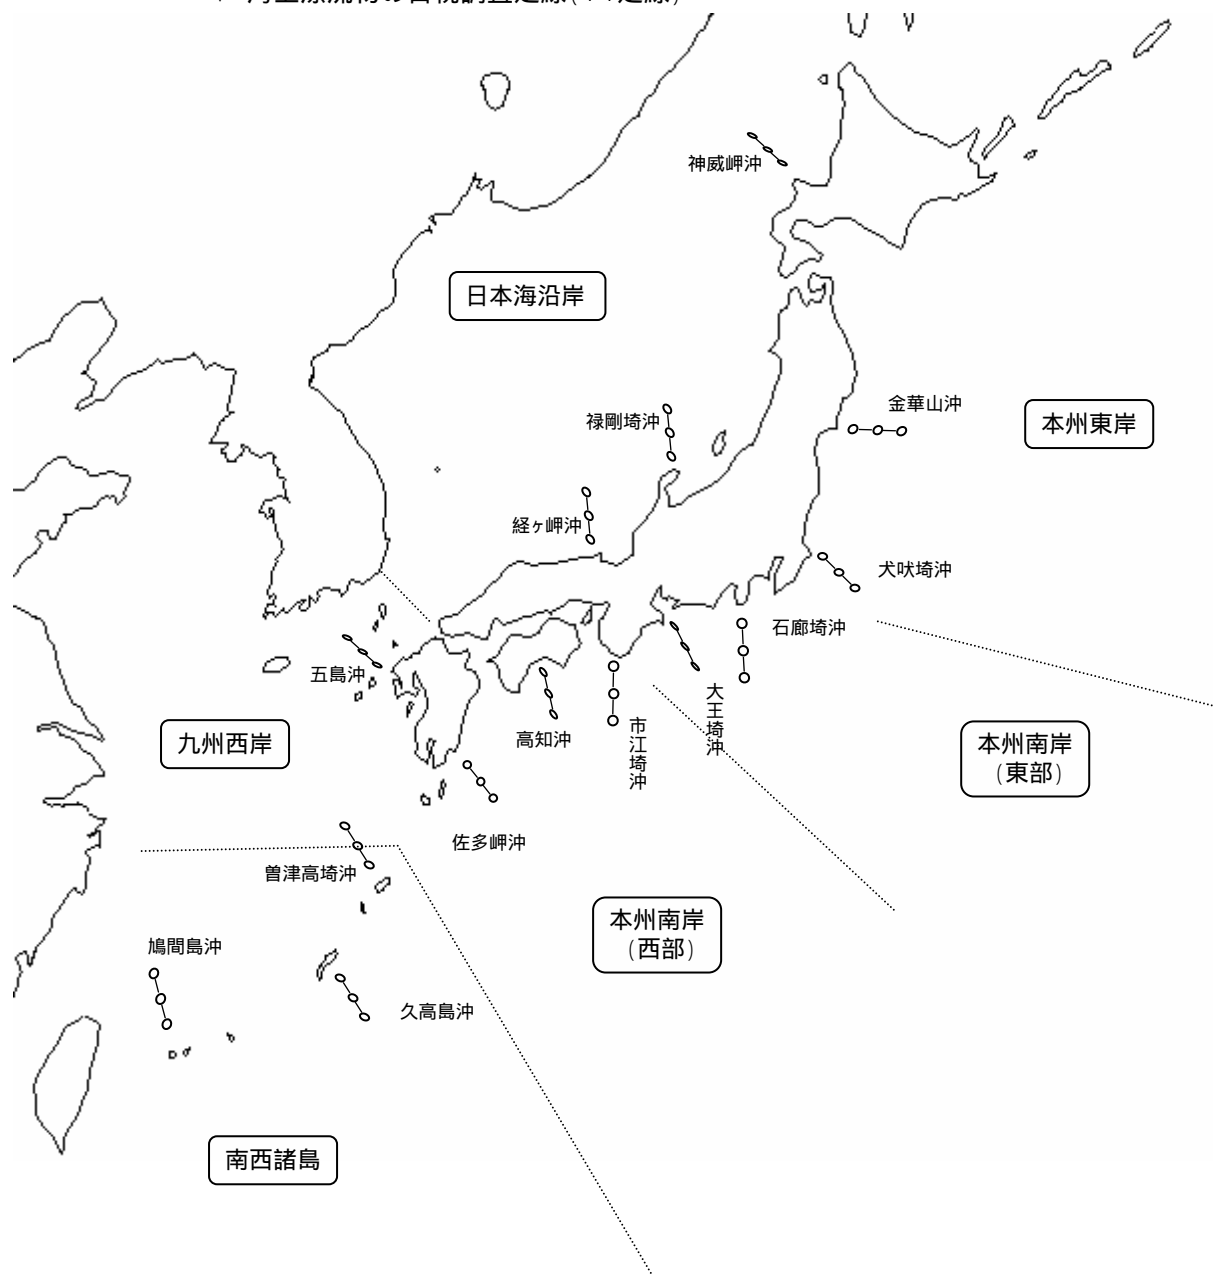 神威岬沖
日本海沿岸
金華山沖
禄剛埼沖
本州東岸
経ヶ岬沖
犬吠埼沖
石廊埼沖
五島沖
大王埼沖
市江埼沖
高知沖
九州西岸
本州南岸
(東部)
佐多岬沖
曽津高埼沖
本州南岸
(西部)
鳩間島沖
久高島沖
南西諸島